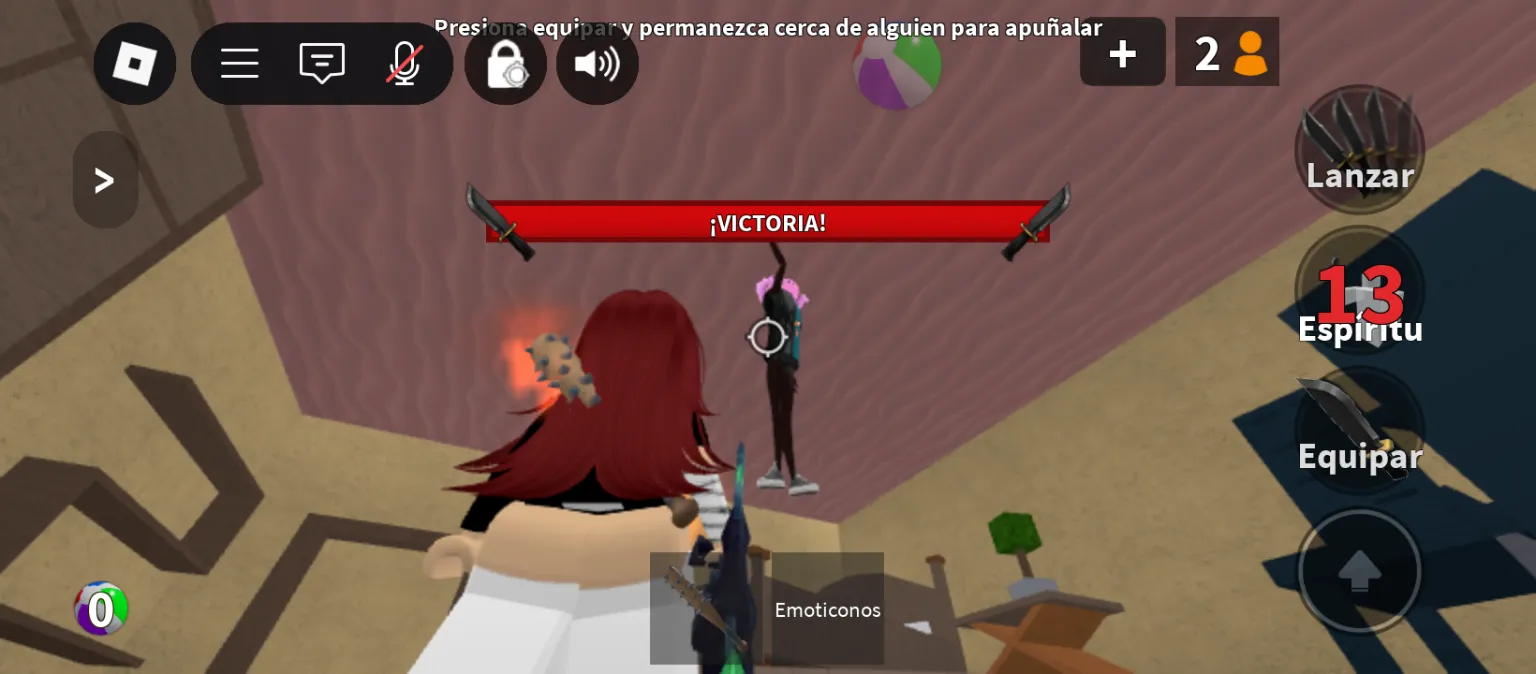 Presiona equipar y permanezca cerca de alguien para apuñalar
2
Lanzar
¡VICTORIA!
13
Espíritu
Equipar
0
Emoticonos